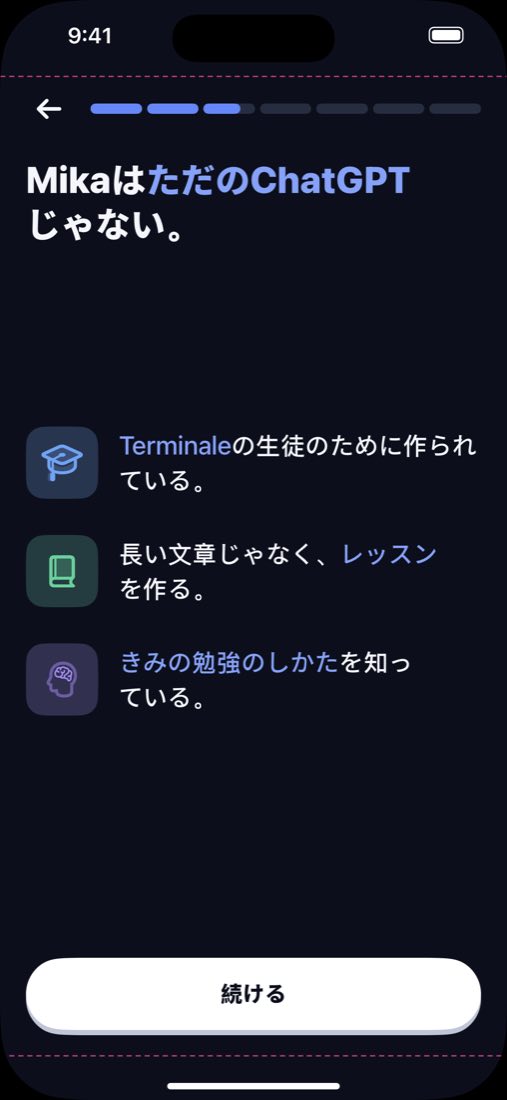 9:41
MikaはただのChatGPT
じゃない。
Terminaleの生徒のために作られ
ている。
長い文章じゃなく、レッスン
を作る。
きみの勉強のしかたを知っ
ている。
続ける